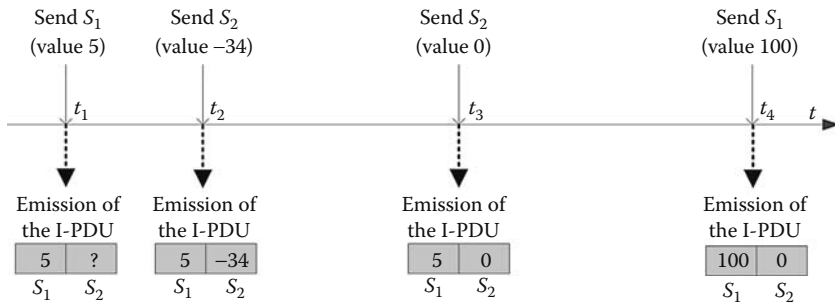 Send S1
(value 5)
Send S2
(value –34)
Send S2
(value 0)
Send S1
(value 100)
t1
t2
t3
t4
t
Emission of
the I-PDU
5 ?
S1 S2
Emission of
the I-PDU
5 –34
S1 S2
Emission of
the I-PDU
5 0
S1 S2
Emission of
the I-PDU
100 0
S1 S2